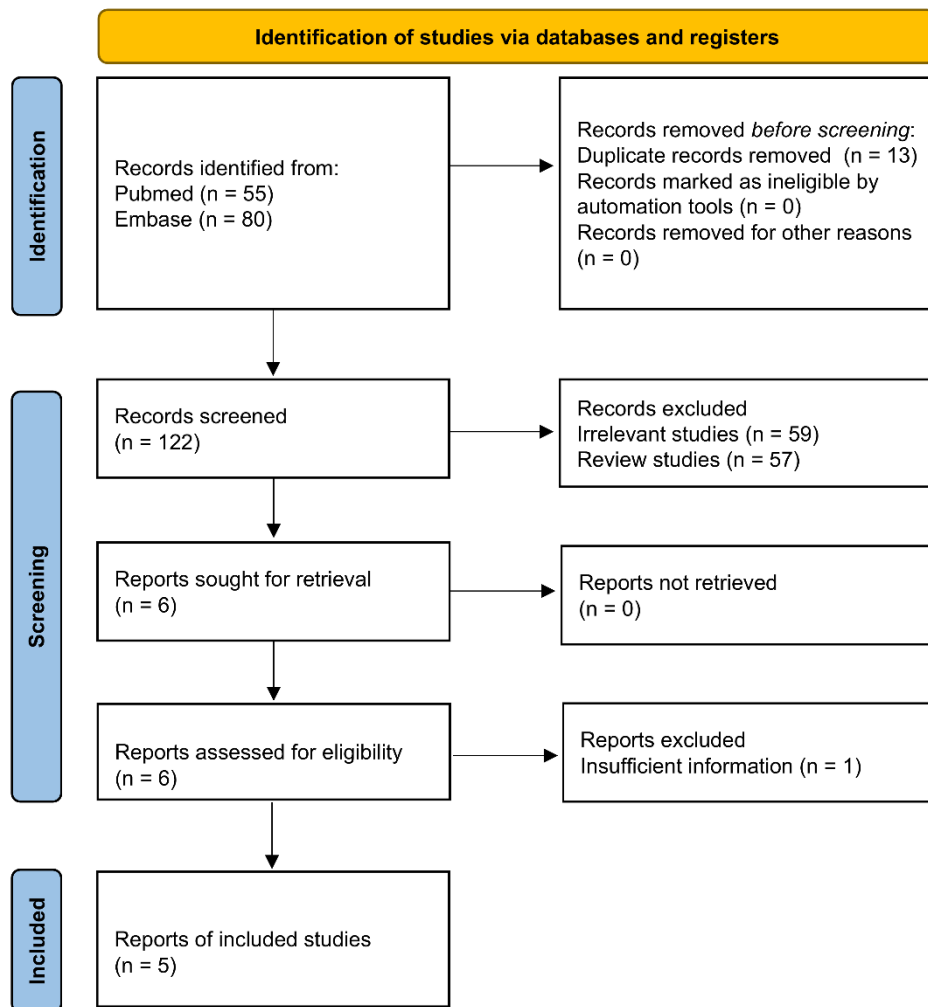 Identification of studies via databases and registers
Identification
Records identified from:
Pubmed (n = 55)
Embase (n = 80)
Records removed before screening:
Duplicate records removed (n = 13)
Records marked as ineligible by
automation tools (n = 0)
Records removed for other reasons
(n = 0)
Screening
Records screened
(n = 122)
Records excluded
Irrelevant studies (n = 59)
Review studies (n = 57)
Reports sought for retrieval
(n = 6)
Reports not retrieved
(n = 0)
Reports assessed for eligibility
(n = 6)
Reports excluded
Insufficient information (n = 1)
Included
Reports of included studies
(n = 5)